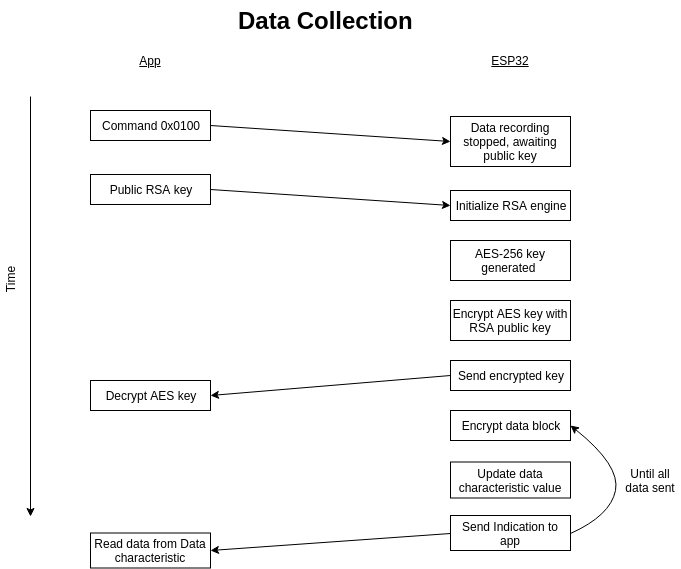 Data Collection
App
ESP32
Command 0x0100
Data recording
stopped, awaiting
public key
Public RSA key
Initialize RSA engine
AES-256 key
generated
Time
Encrypt AES key with
RSA public key
Send encrypted key
Decrypt AES key
Encrypt data block
Update data
characteristic value
Until all
data sent
Send Indication to
app
Read data from Data
characteristic